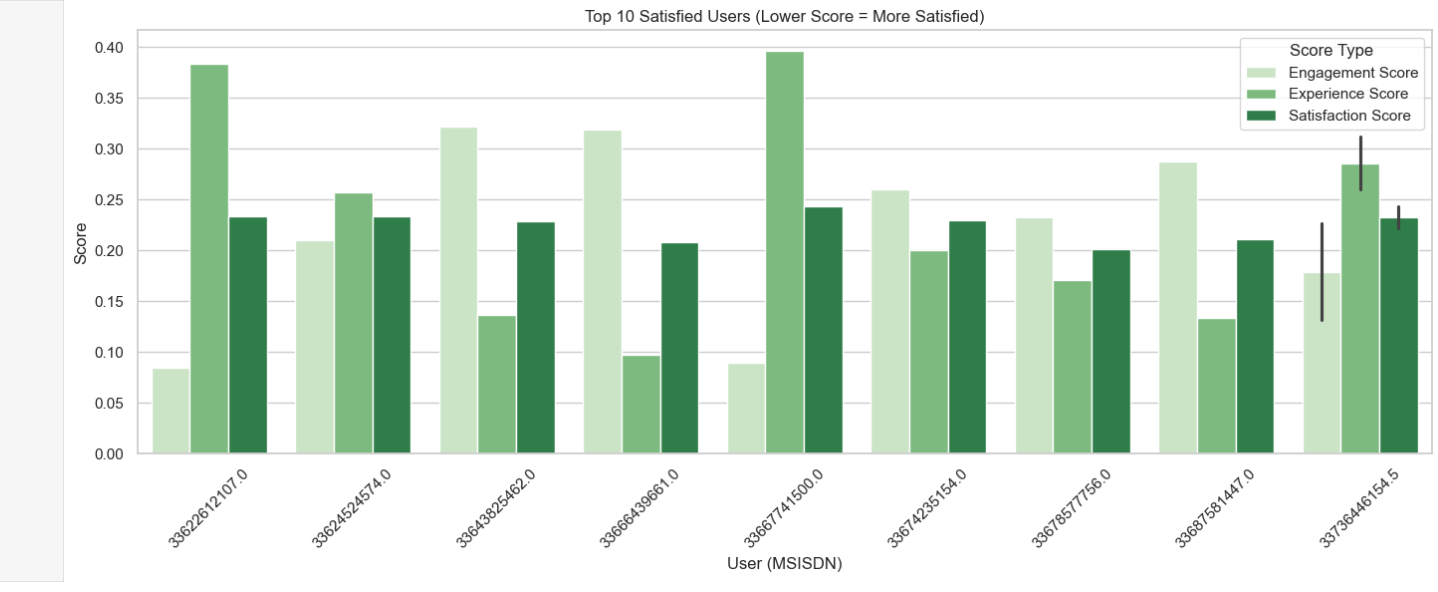 Top 10 Satisfied Users (Lower Score = More Satisfied)
Score Type
Engagement Score
Experience Score
Satisfaction Score
0.40
0.35
0.30
0.25
0.20
0.15
0.10
0.05
0.00
Score
33622612107.0
33624524574.0
33643825462.0
33666439661.0
33667741500.0
33674235154.0
33678577756.0
33687581447.0
33736446154.5
User (MSISDN)